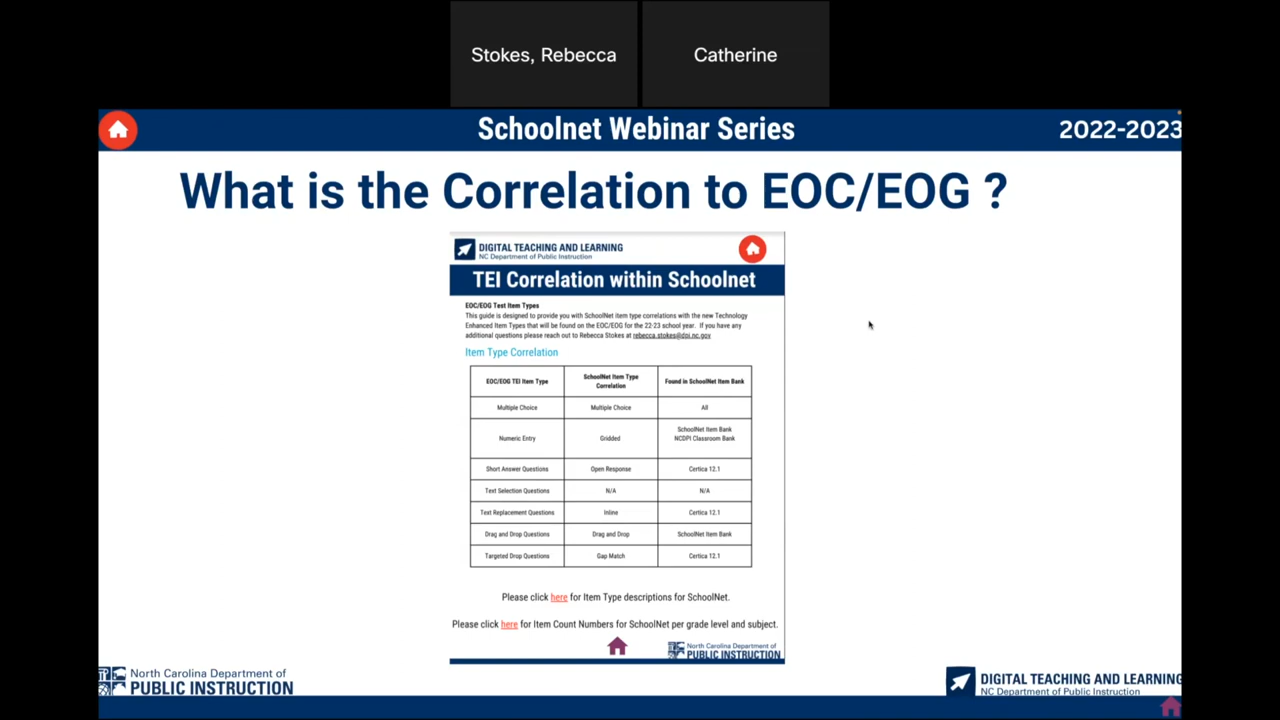 Stokes, Rebecca
Catherine
Schoolnet Webinar Series
2022-2023
What is the Correlation to EOC/EOG ?
DIGITAL TEACHING AND LEARNING
NC Department of Public Instruction
TEI Correlation within Schoolnet
EOC/EOG Test Item Types
This guide is designed to provide you with SchoolNet item type correlations with the new Technology
Enhanced Item Types that will be found on the EOC/EOG for the 22-23 school year. If you have any
additional questions please reach out to Rebecca Stokes at rebecca.stokes@dpi.nc.gov
Item Type Correlation
EOC/EOG TEI Item Type
SchoolNet Item Type
Correlation
Found in SchoolNet Item Bank
Multiple Choice
Multiple Choice
All
Numeric Entry
Gridded
SchoolNet Item Bank
NCDPI Classroom Bank
Short Answer Questions
Open Response
Certica 12.1
Text Selection Questions
N/A
N/A
Text Replacement Questions
Inline
Certica 12.1
Drag and Drop Questions
Drag and Drop
SchoolNet Item Bank
Targeted Drop Questions
Gap Match
Certica 12.1
Please click here for Item Type descriptions for SchoolNet.
Please click here for Item Count Numbers for SchoolNet per grade level and subject.
North Carolina Department of
PUBLIC INSTRUCTION
North Carolina Department of
PUBLIC INSTRUCTION
DIGITAL TEACHING AND LEARNING
NC Department of Public Instruction